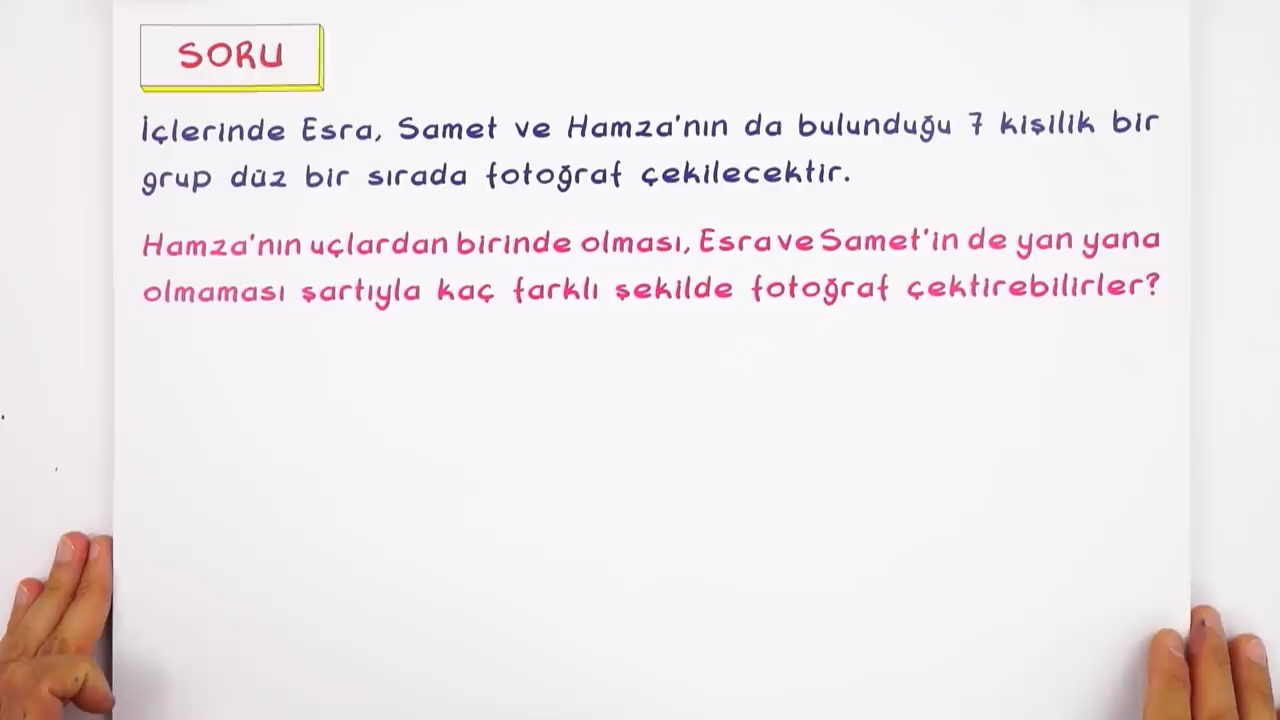 SORU
İçlerinde Esra, Samet ve Hamza'nın da bulunduğu 7 kişilik bir
grup düz bir sırada fotoğraf çekilecektir.
Hamza'nın uçlardan birinde olması, Esra ve Samet'in de yan yana
olmaması şartıyla kaç farklı şekilde fotoğraf çektirebilirler?